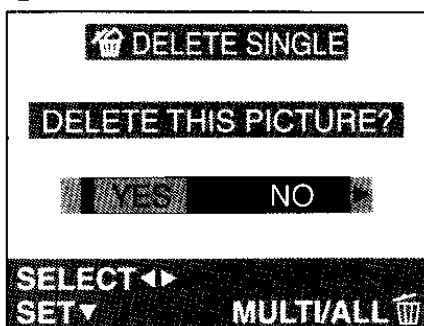 DELETE SINGLE
DELETE THIS PICTURE?
YES NO
SELECT
SET MULTI/ALL